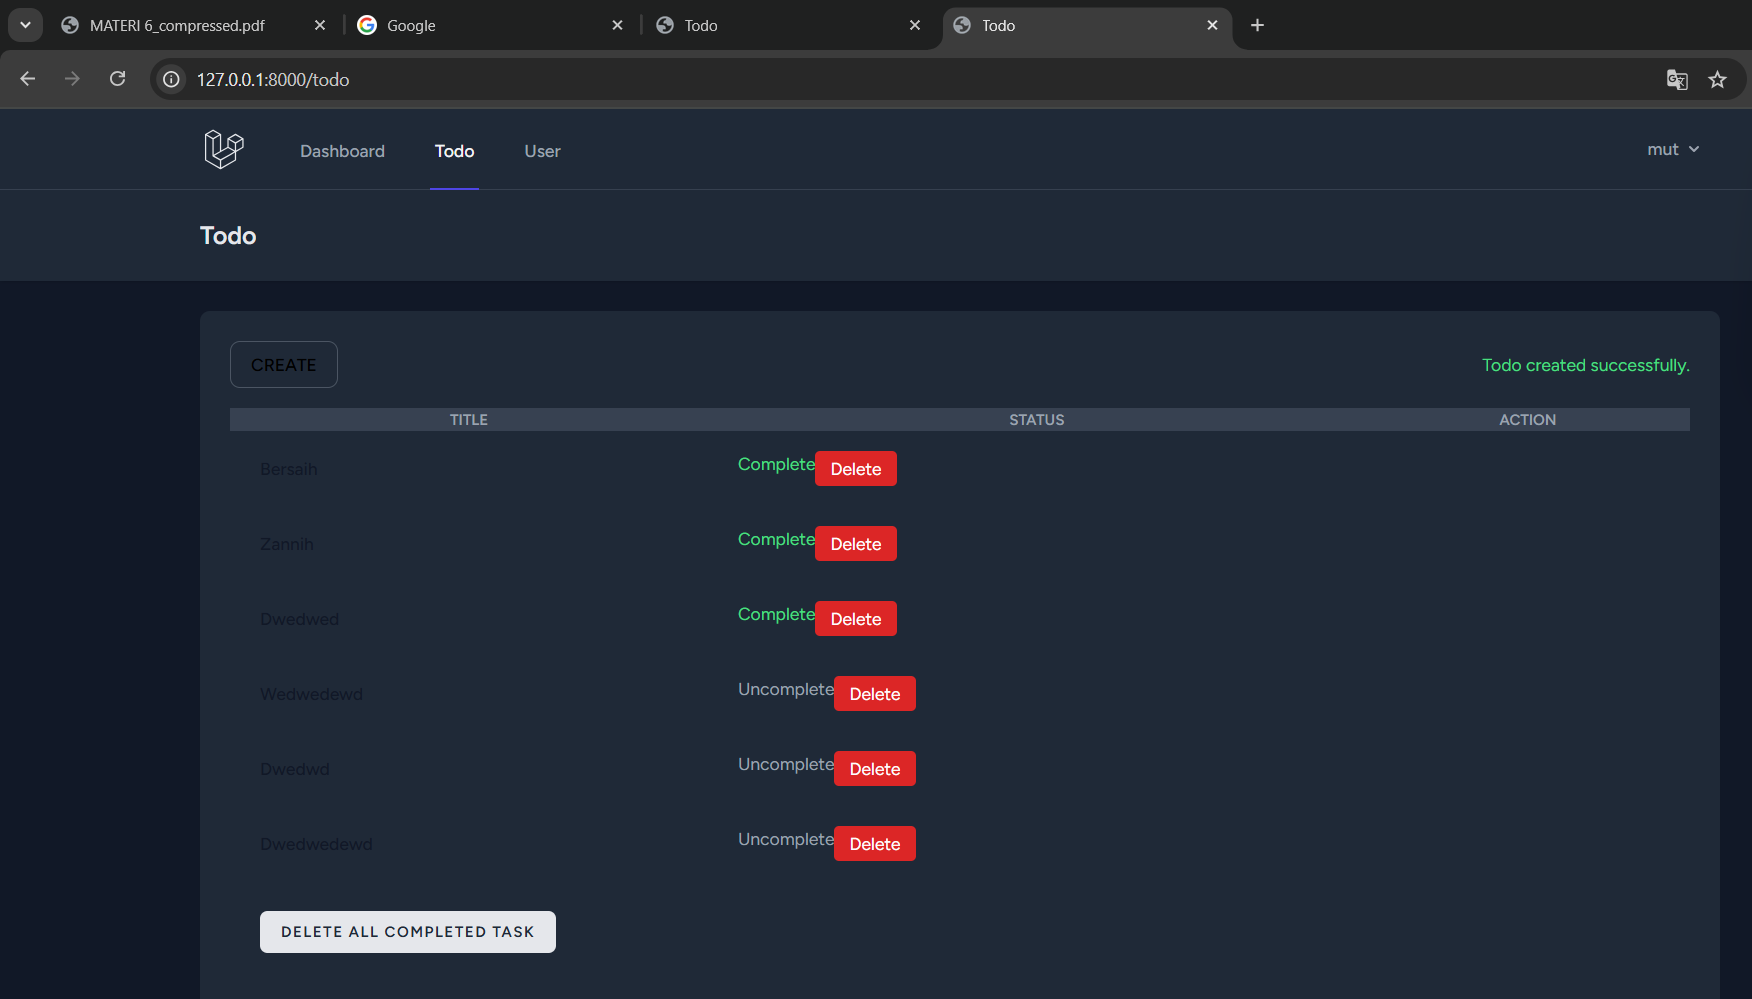 MATERI 6_compressed.pdf
Google
Todo
Todo
127.0.0.1:8000/todo
Dashboard
Todo
User
mut
Todo
CREATE
Todo created successfully.
TITLE STATUS ACTION
Bersaih Complete Delete
Zannih Complete Delete
Dwedwed Complete Delete
Wedwedewd Uncomplete Delete
Dwedwd Uncomplete Delete
Dwedwedewd Uncomplete Delete
DELETE ALL COMPLETED TASK